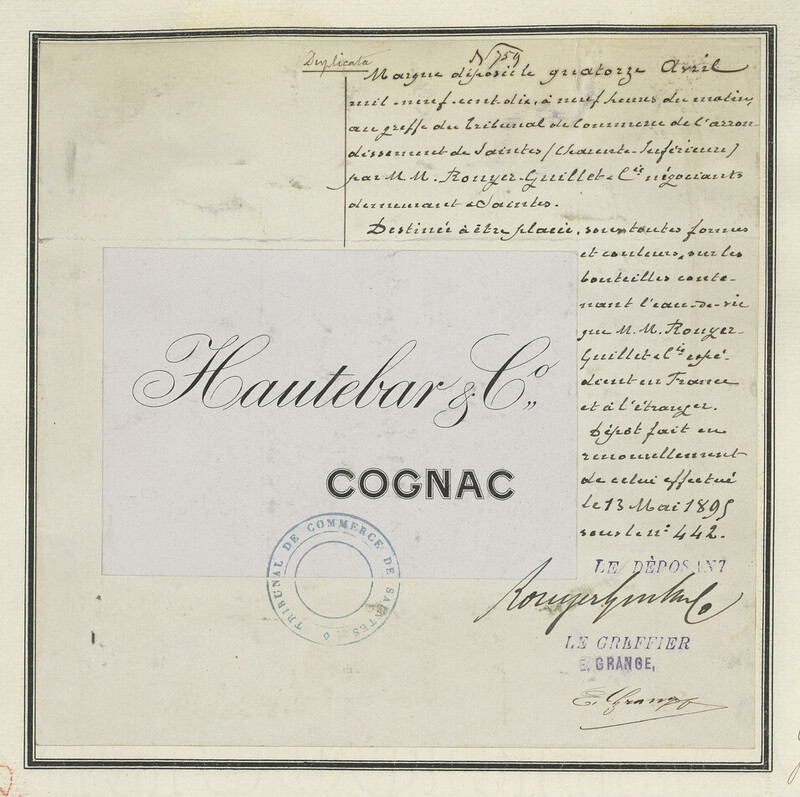 Duplicata
N° 759
Marque déposée le quatorze Avril
mil-neuf-cent dix, à neuf heures du matin,
au greffe du Tribunal de Commerce de l'arron-
dissement de Saintes (Charente-Inférieure)
par M.M. Rouyer-Guillet & Cie négociants
demeurant à Saintes.
Destinée à être placée, sous toutes formes
et couleurs, sur les
bouteilles conte-
nant l'eau-de-vie
que M.M. Rouyer-
Guillet & Cie expé-
dient en France
et à l'étranger.
Dépôt fait en
renouvellement
de celui effectué
le 13 Mai 1895
sous le n° 442.
Hautebar & Co.,,
COGNAC
TRIBUNAL DE COMMERCE DE SAINTES
LE DÈPOSANT
Rouyer Guillet & Co
LE GREFFIER
E. GRANGE,
E. Grange